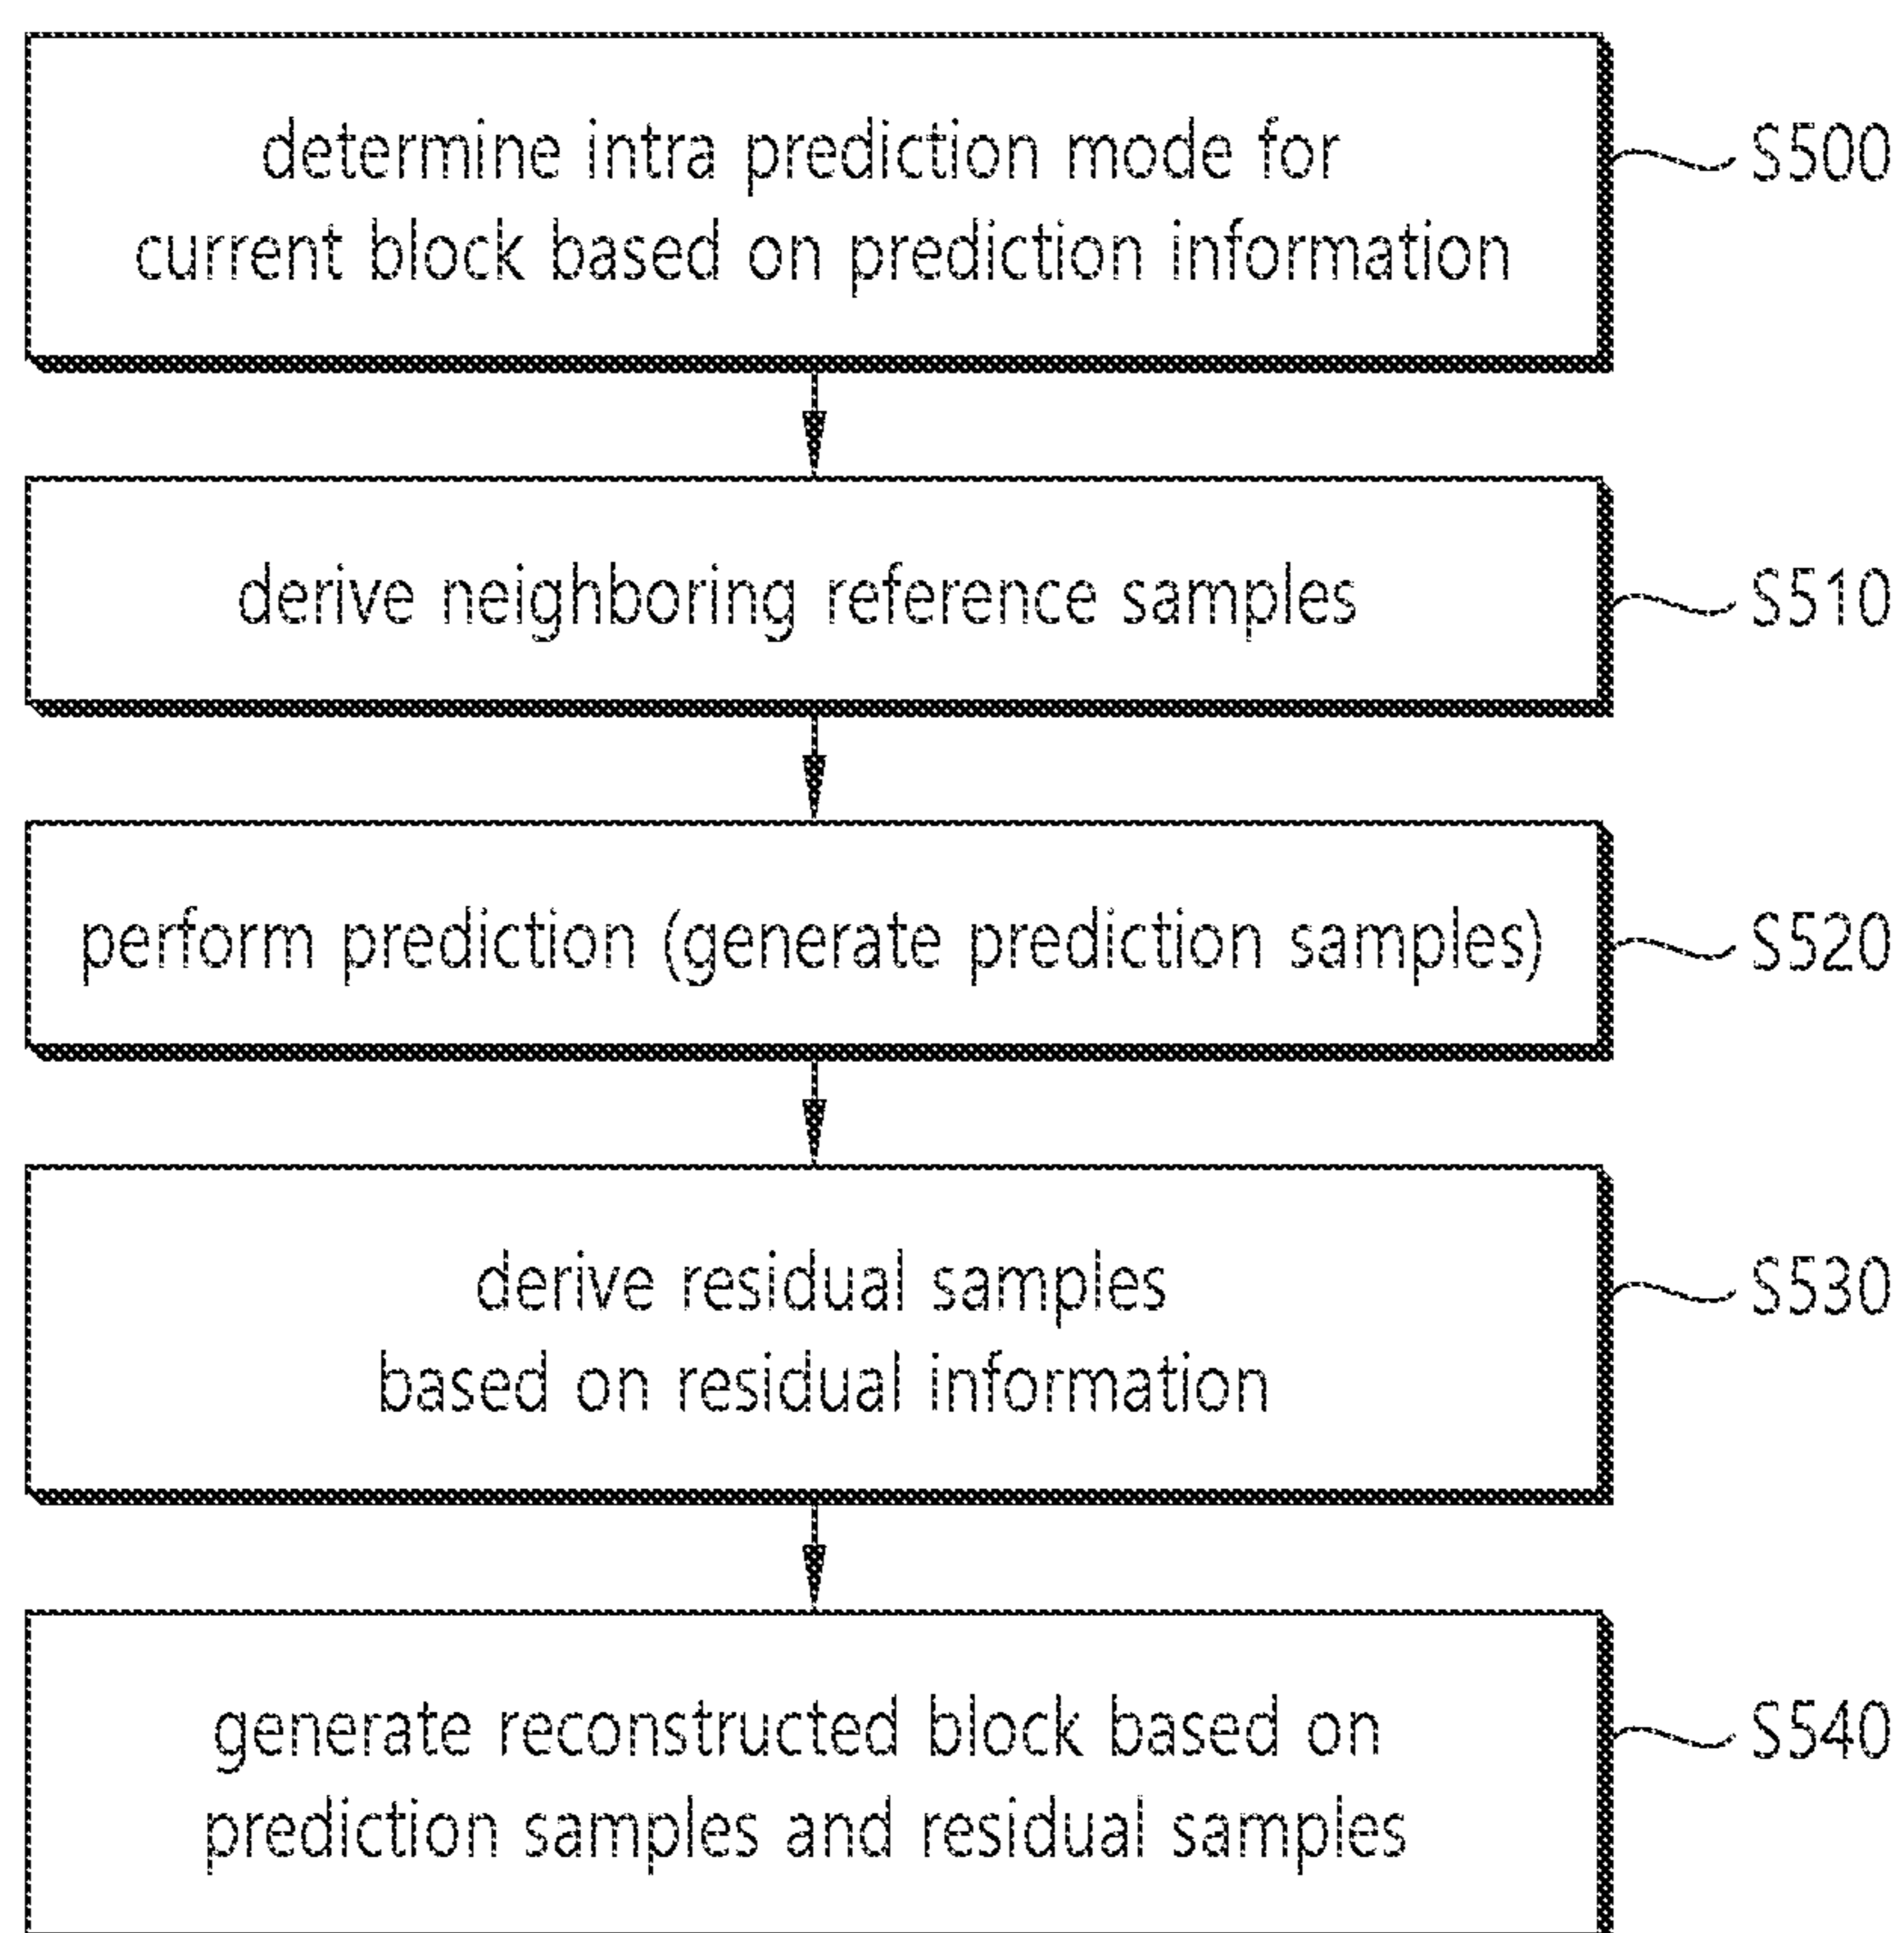 determine intra prediction mode for
current block based on prediction information
S500
derive neighboring reference samples
S510
perform prediction (generate prediction samples)
S520
derive residual samples
based on residual information
S530
generate reconstructed block based on
prediction samples and residual samples
S540